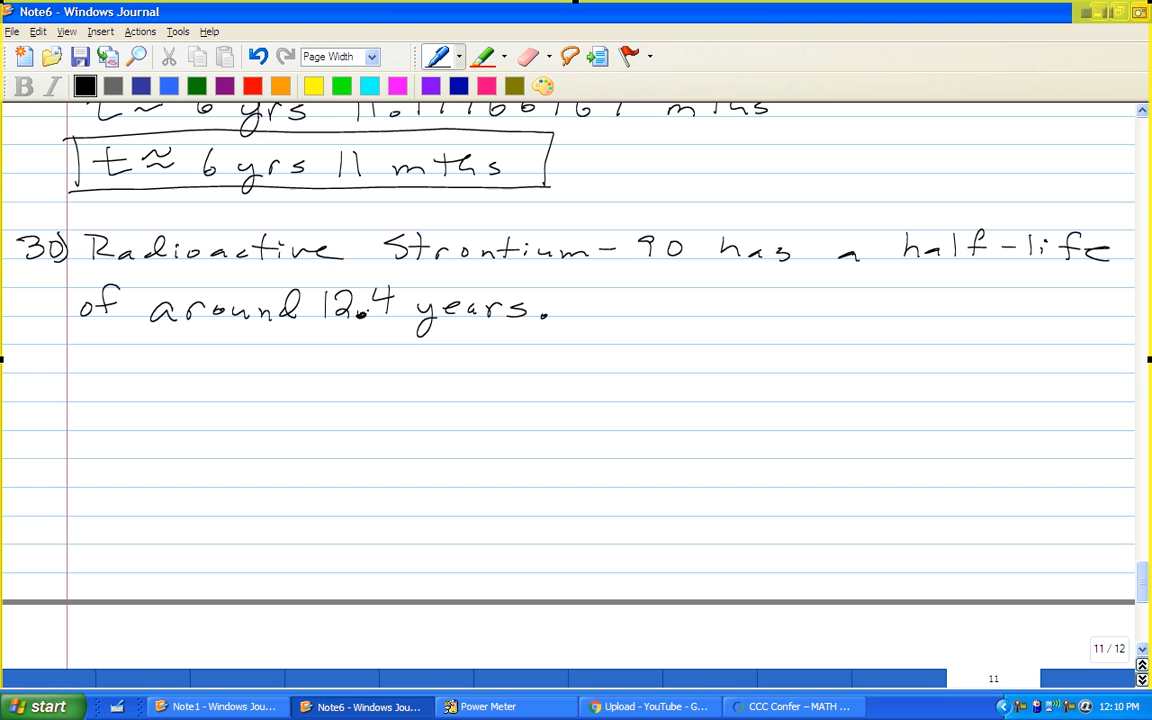 Note6 - Windows Journal
File Edit View Insert Actions Tools Help
Page Width
B I
t ≈ 6 yrs 11 mths
30) Radioactive Strontium-90 has a half-life
of around 12.4 years.
11 / 12
11
start Note1 - Windows Jou... Note6 - Windows Jou... Power Meter Upload - YouTube - G... CCC Confer – MATH ... 12:10 PM